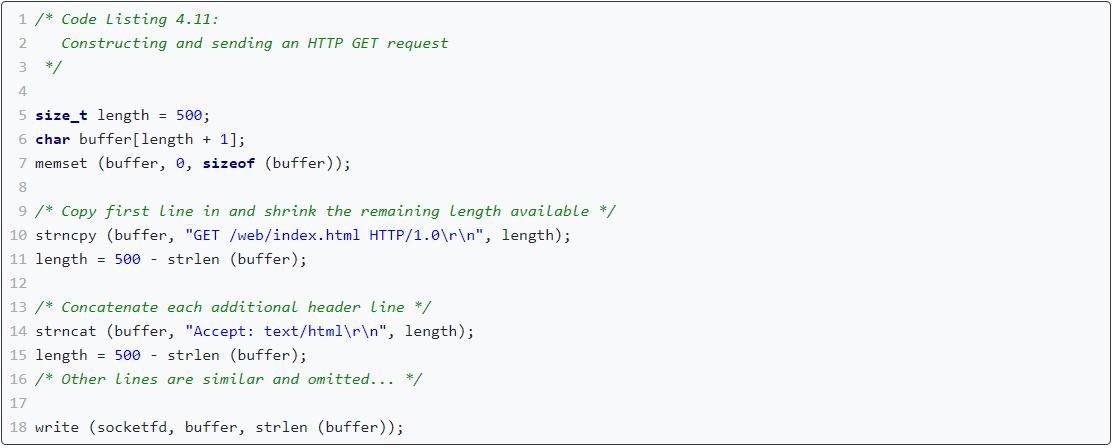 1 /* Code Listing 4.11:
2    Constructing and sending an HTTP GET request
3  */
4
5 size_t length = 500;
6 char buffer[length + 1];
7 memset (buffer, 0, sizeof (buffer));
8
9 /* Copy first line in and shrink the remaining length available */
10 strncpy (buffer, "GET /web/index.html HTTP/1.0\r\n", length);
11 length = 500 - strlen (buffer);
12
13 /* Concatenate each additional header line */
14 strncat (buffer, "Accept: text/html\r\n", length);
15 length = 500 - strlen (buffer);
16 /* Other lines are similar and omitted... */
17
18 write (socketfd, buffer, strlen (buffer));